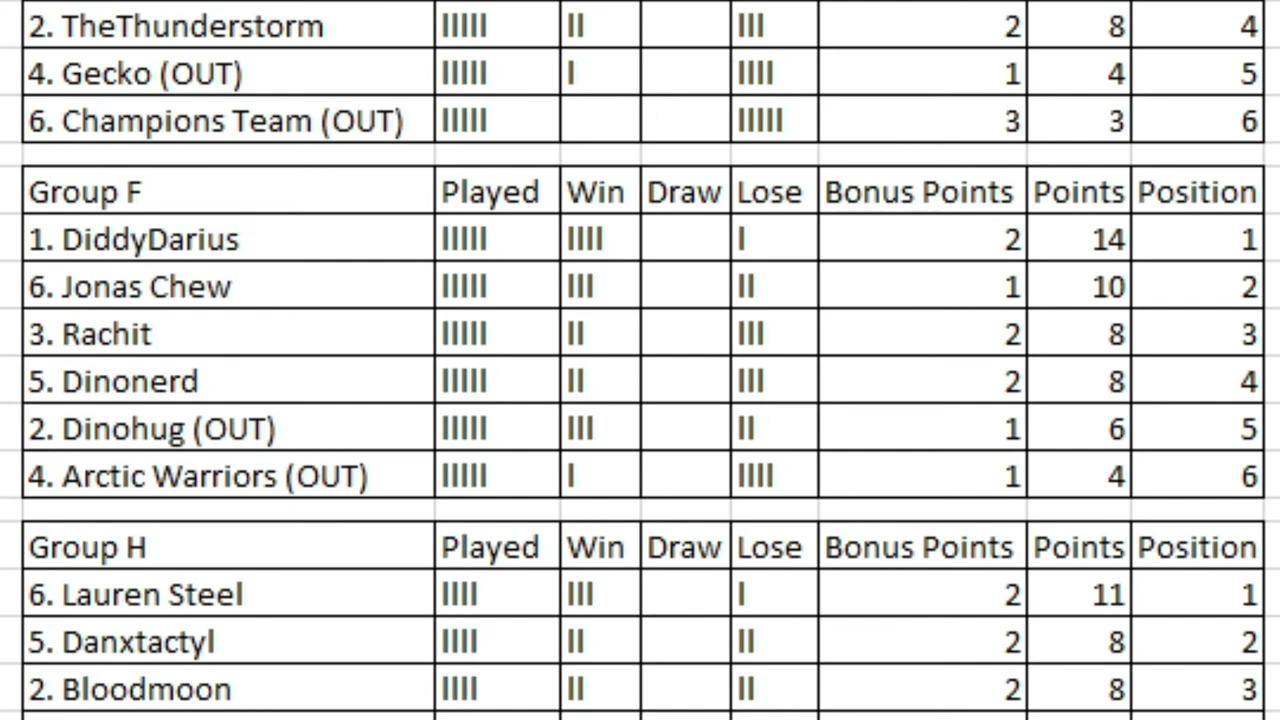 2. TheThunderstorm IIIII II III 2 8 4
4. Gecko (OUT) IIIII I IIII 1 4 5
6. Champions Team (OUT) IIIII IIIII 3 3 6
Group F Played Win Draw Lose Bonus Points Points Position
1. DiddyDarius IIIII IIII I 2 14 1
6. Jonas Chew IIIII III II 1 10 2
3. Rachit IIIII II III 2 8 3
5. Dinonerd IIIII II III 2 8 4
2. Dinohug (OUT) IIIII III II 1 6 5
4. Arctic Warriors (OUT) IIIII I IIII 1 4 6
Group H Played Win Draw Lose Bonus Points Points Position
6. Lauren Steel IIII III I 2 11 1
5. Danxtactyl IIII II II 2 8 2
2. Bloodmoon IIII II II 2 8 3